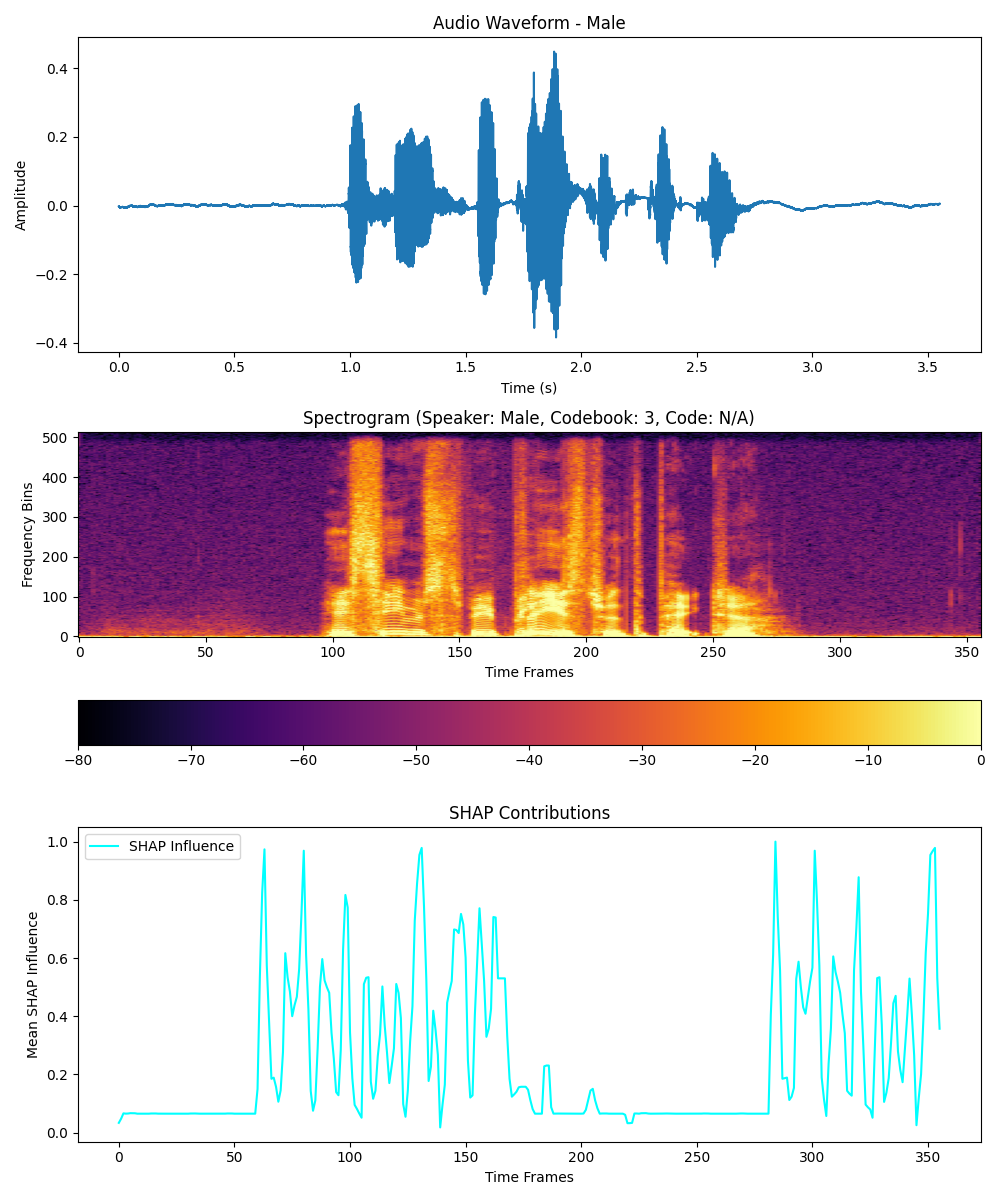 Audio Waveform - Male
0.4
0.2
0.0
−0.2
−0.4
Amplitude
0.0 0.5 1.0 1.5 2.0 2.5 3.0 3.5
Time (s)
Spectrogram (Speaker: Male, Codebook: 3, Code: N/A)
500
400
300
200
100
0
Frequency Bins
0 50 100 150 200 250 300 350
Time Frames
−80 −70 −60 −50 −40 −30 −20 −10 0
SHAP Contributions
SHAP Influence
1.0
0.8
0.6
0.4
0.2
0.0
Mean SHAP Influence
0 50 100 150 200 250 300 350
Time Frames